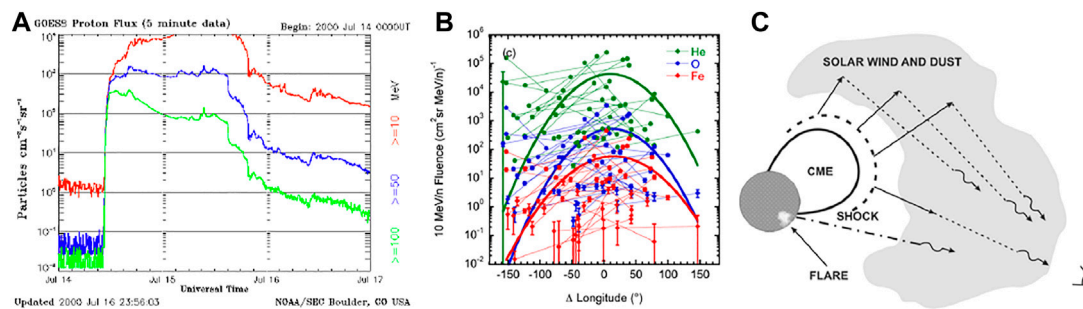 A
GOES8 Proton Flux (5 minute data)
Begin: 2000 Jul 14 0000UT
Particles cm⁻²s⁻¹sr⁻¹
10²
10¹
10⁰
10⁻¹
10⁻²
Jul 14
Jul 15
Jul 16
Jul 17
Universal Time
>=10
>=50
>=100
MeV
Updated 2000 Jul 16 23:56:03
NOAA/SEC Boulder, CO USA
B
(c)
He
O
Fe
10 MeV/n Fluence (cm² sr MeV/n)⁻¹
10⁶
10⁵
10⁴
10³
10²
10¹
10⁰
10⁻¹
10⁻²
-150
-100
-50
0
50
100
150
Δ Longitude (°)
C
SOLAR WIND AND DUST
CME
SHOCK
FLARE